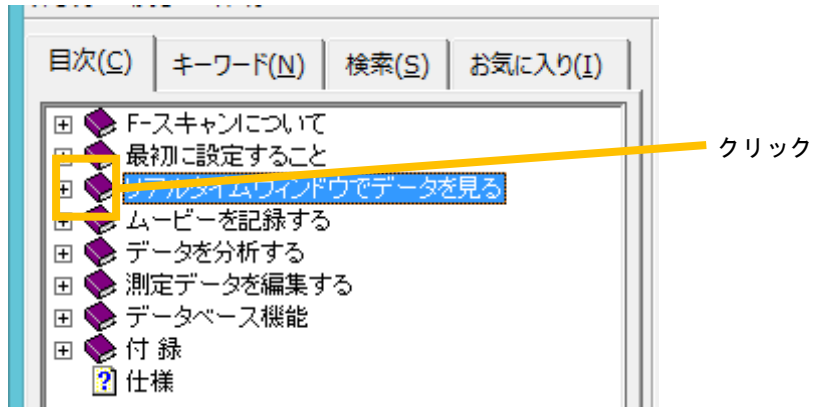 目次(C) キーワード(N) 検索(S) お気に入り(I)
F-スキャンについて
最初に設定すること
クリック
リアルタイムウィンドウでデータを見る
ムービーを記録する
データを分析する
測定データを編集する
データベース機能
付 録
仕様